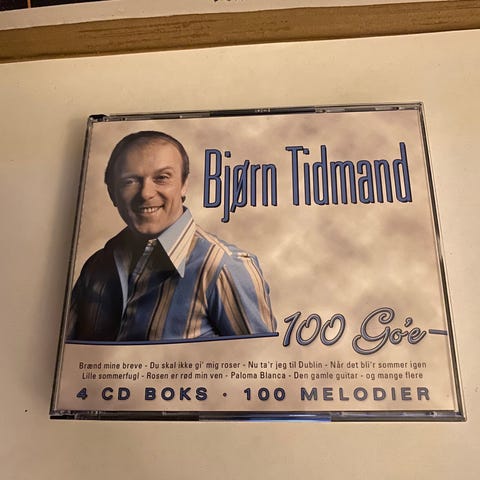 Bjørn Tidmand
100 Go'e
Brænd mine breve - Du skal ikke gi' mig roser - Nu ta'r jeg til Dublin - Når det bli'r sommer igen
Lille sommerfugl - Rosen er rød min ven - Paloma Blanca - Den gamle guitar - og mange flere
4 CD BOKS · 100 MELODIER